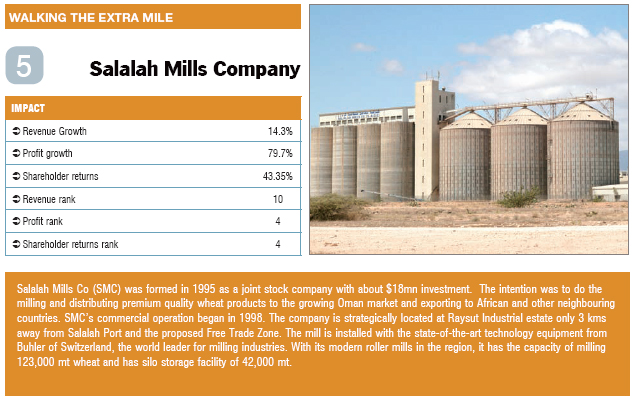 WALKING THE EXTRA MILE
5
Salalah Mills Company
IMPACT
➲ Revenue Growth 14.3%
➲ Profit growth 79.7%
➲ Shareholder returns 43.35%
➲ Revenue rank 10
➲ Profit rank 4
➲ Shareholder returns rank 4
Salalah Mills Co (SMC) was formed in 1995 as a joint stock company with about $18mn investment. The intention was to do the
milling and distributing premium quality wheat products to the growing Oman market and exporting to African and other neighbouring
countries. SMC's commercial operation began in 1998. The company is strategically located at Raysut Industrial estate only 3 kms
away from Salalah Port and the proposed Free Trade Zone. The mill is installed with the state-of-the-art technology equipment from
Buhler of Switzerland, the world leader for milling industries. With its modern roller mills in the region, it has the capacity of milling
123,000 mt wheat and has silo storage facility of 42,000 mt.